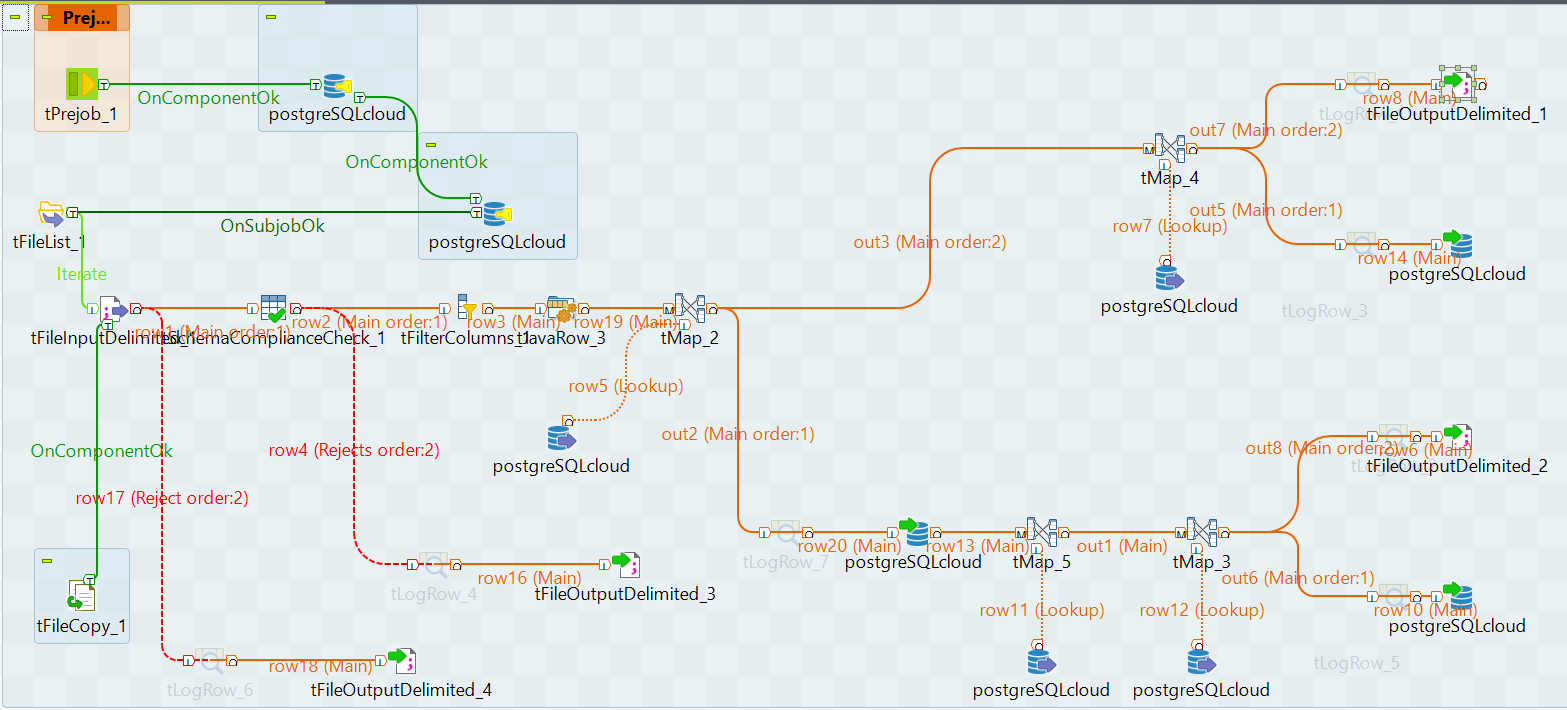 Prej...
tPrejob_1
OnComponentOk
postgreSQLcloud
OnComponentOk
postgreSQLcloud
tFileList_1
OnSubjobOk
Iterate
tFileInputDelimited_1
row1 (Main order:1)
tSchemaComplianceCheck_1
row2 (Main order:1)
tFilterColumns_1
row3 (Main)
tJavaRow_3
row19 (Main)
tMap_2
row5 (Lookup)
postgreSQLcloud
out3 (Main order:2)
out2 (Main order:1)
tMap_4
row7 (Lookup)
postgreSQLcloud
out7 (Main order:2)
row8 (Main)
tFileOutputDelimited_1
out5 (Main order:1)
row14 (Main)
postgreSQLcloud
tLogRow_3
OnComponentOk
row17 (Reject order:2)
row4 (Rejects order:2)
tFileCopy_1
tLogRow_4
row16 (Main)
tFileOutputDelimited_3
tLogRow_6
row18 (Main)
tFileOutputDelimited_4
tLogRow_7
row20 (Main)
postgreSQLcloud
row13 (Main)
tMap_5
out1 (Main)
tMap_3
row11 (Lookup)
postgreSQLcloud
row12 (Lookup)
postgreSQLcloud
out8 (Main order:2)
row6 (Main)
tFileOutputDelimited_2
out6 (Main order:1)
row10 (Main)
postgreSQLcloud
tLogRow_5